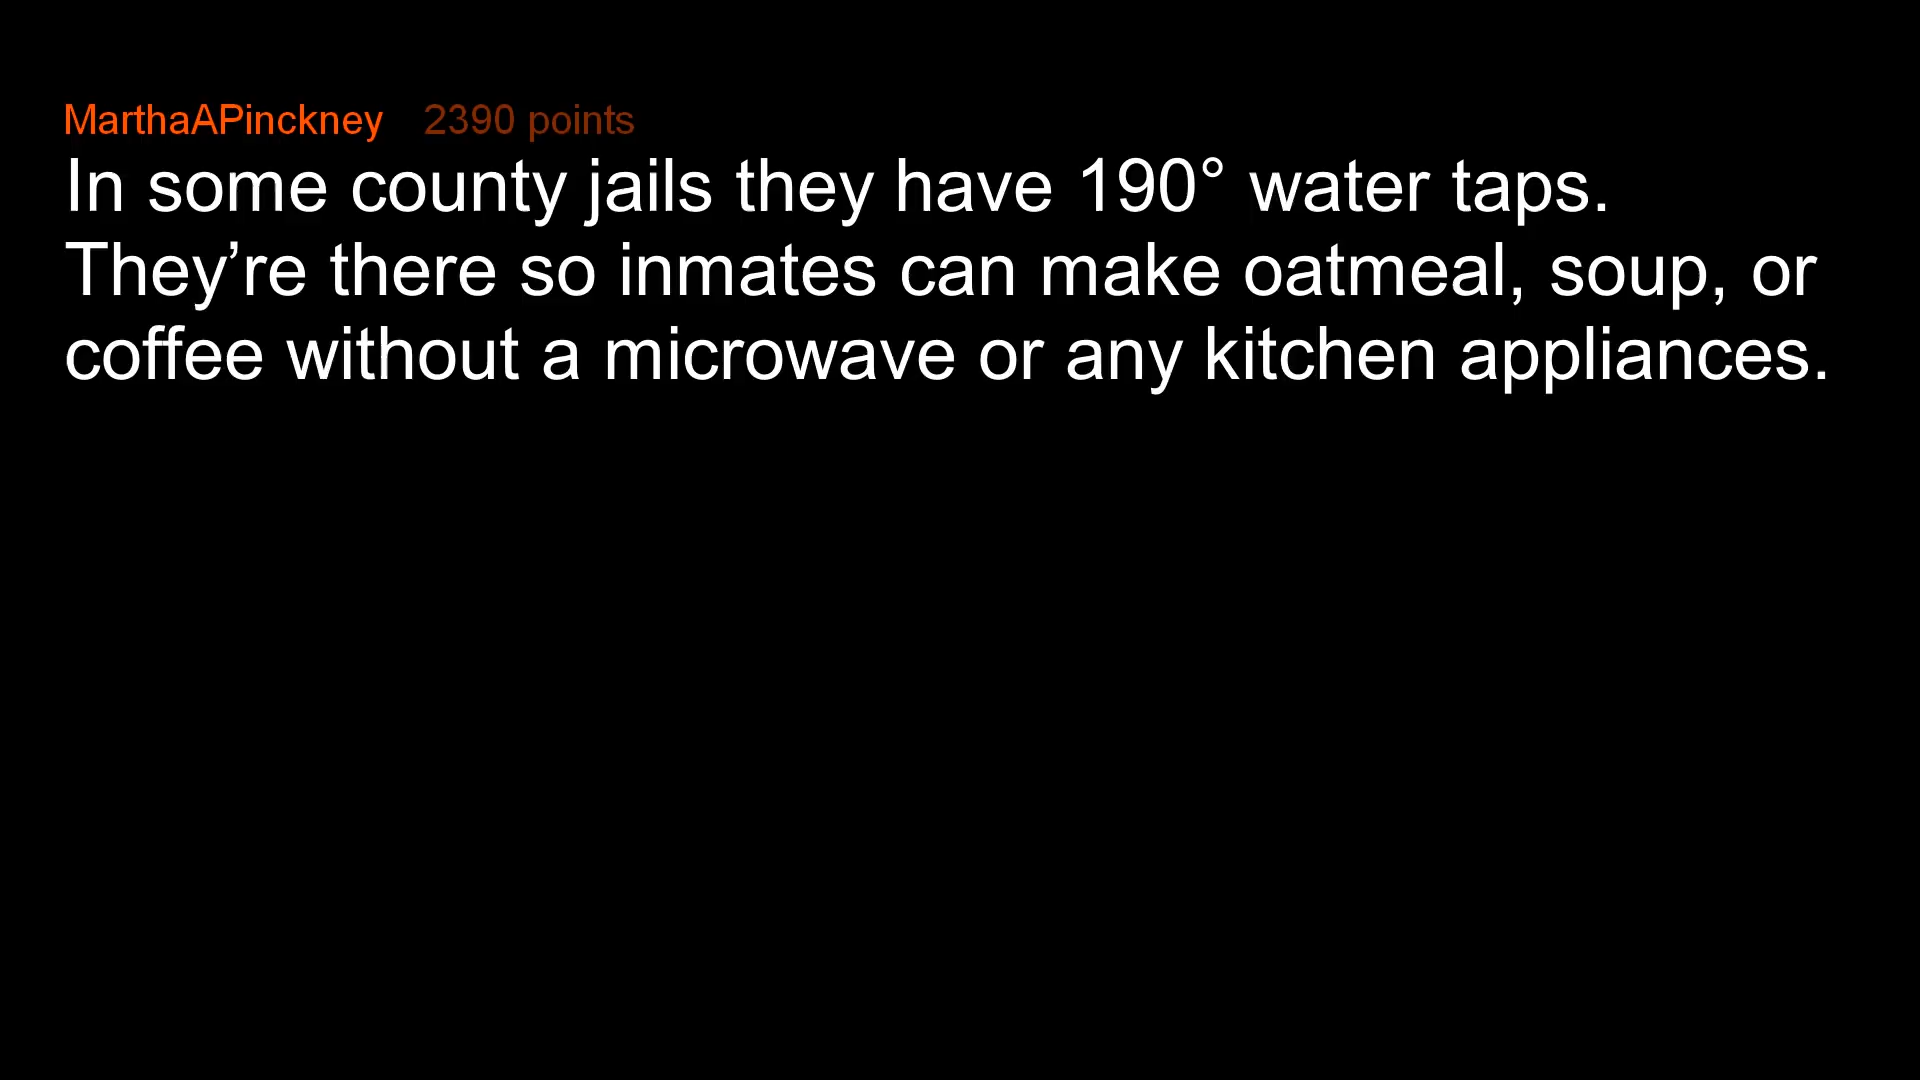 MarthaAPinckney 2390 points
In some county jails they have 190° water taps.
They’re there so inmates can make oatmeal, soup, or
coffee without a microwave or any kitchen appliances.